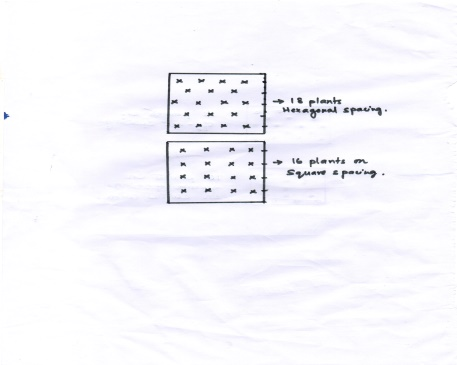 → 18 plants
Hexagonal spacing.
→ 16 plants on
Square spacing.